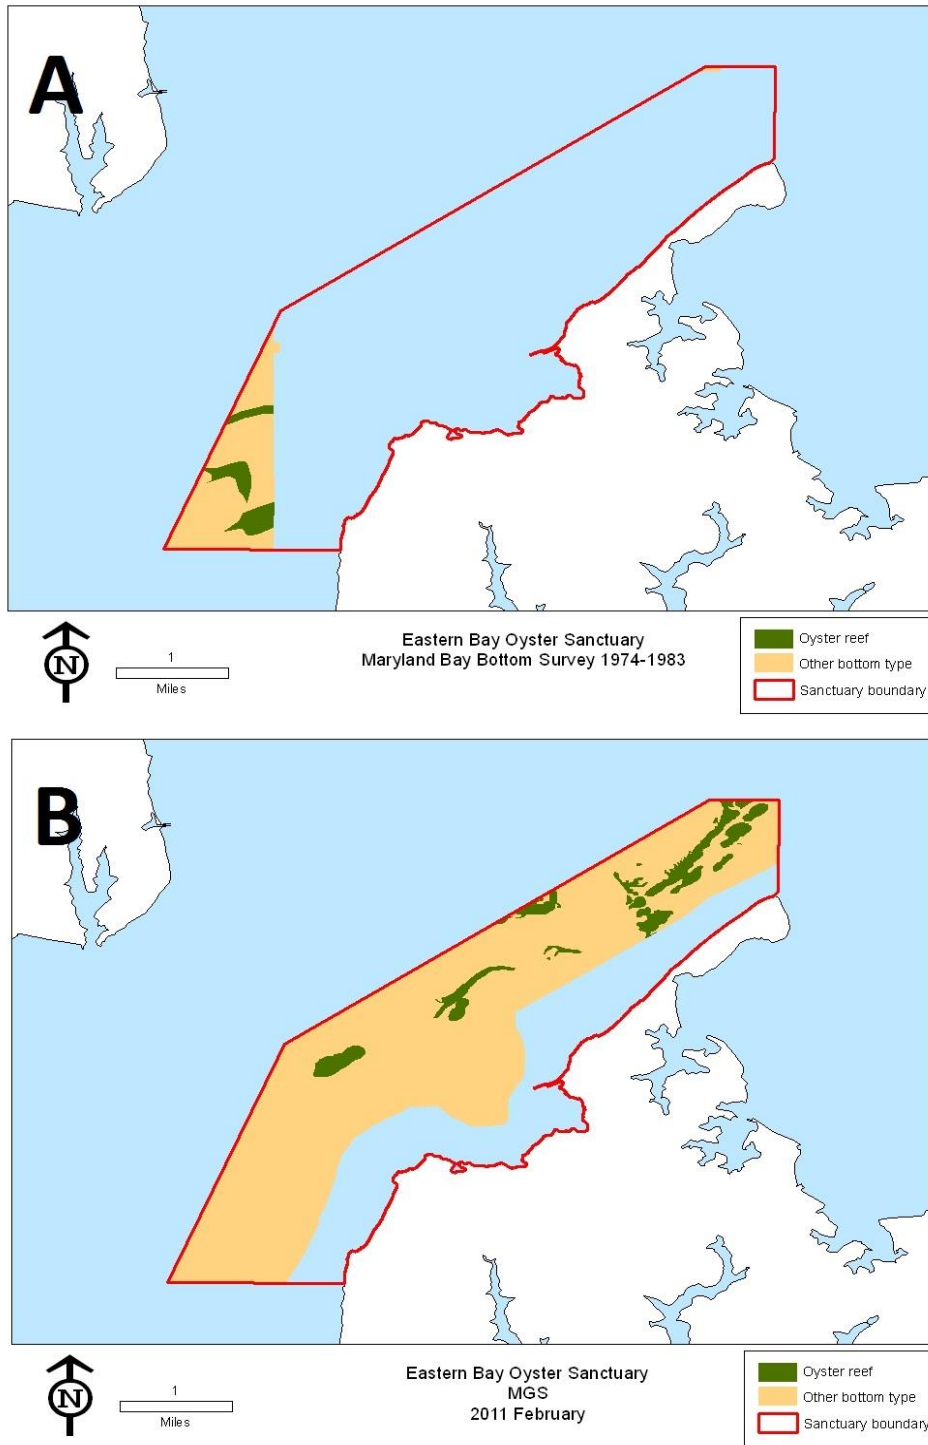 A
N
1
Miles
Eastern Bay Oyster Sanctuary
Maryland Bay Bottom Survey 1974-1983
Oyster reef
Other bottom type
Sanctuary boundary
B
N
1
Miles
Eastern Bay Oyster Sanctuary
MGS
2011 February
Oyster reef
Other bottom type
Sanctuary boundary